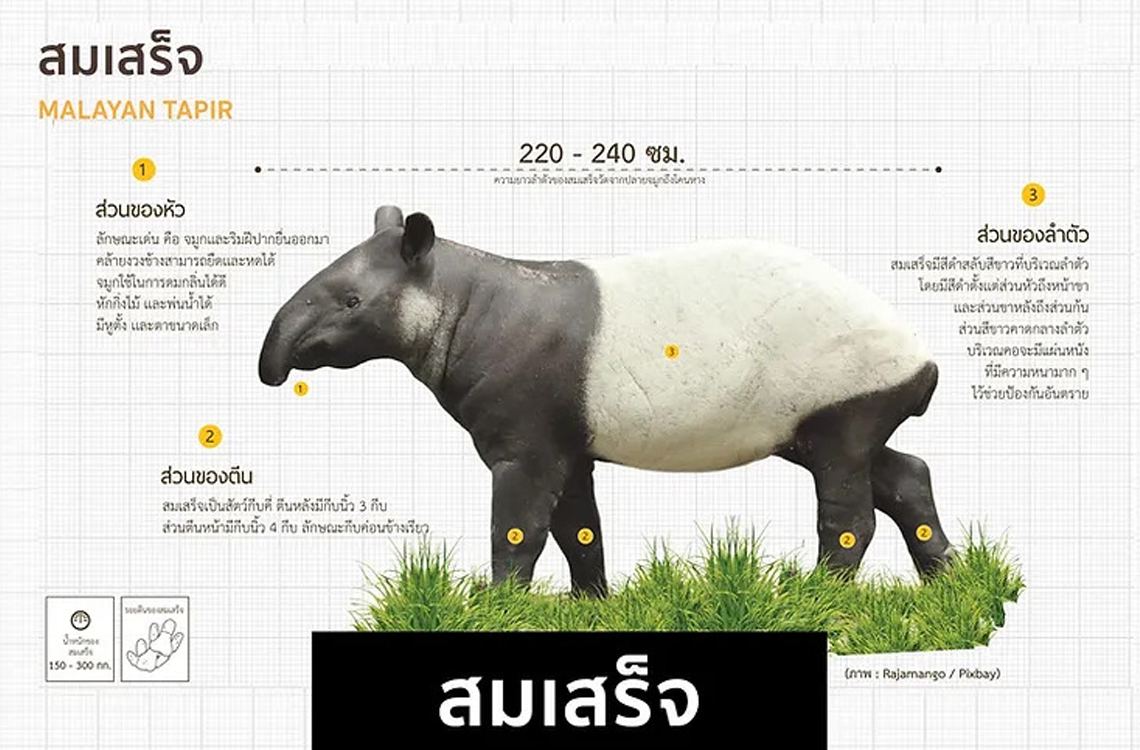 สมเสร็จ
MALAYAN TAPIR
220 - 240 ซม.
ความยาวลำตัวของสมเสร็จวัดจากปลายจมูกถึงโคนหาง
1
ส่วนของหัว
ลักษณะเด่น คือ จมูกและริมฝีปากยื่นออกมา
คล้ายงวงช้างสามารถยืดและหดได้
จมูกใช้ในการดมกลิ่นได้ดี
หักกิ่งไม้ และพ่นน้ำได้
มีหูตั้ง และตาขนาดเล็ก
3
ส่วนของลำตัว
สมเสร็จมีสีดำสลับสีขาวที่บริเวณลำตัว
โดยมีสีดำตั้งแต่ส่วนหัวถึงหน้าขา
และส่วนขาหลังถึงส่วนก้น
ส่วนสีขาวคาดกลางลำตัว
บริเวณคอจะมีแผ่นหนัง
ที่มีความหนามาก ๆ
ไว้ช่วยป้องกันอันตราย
3
1
2
ส่วนของตีน
สมเสร็จเป็นสัตว์กีบคี่ ตีนหลังมีกีบนิ้ว 3 กีบ
ส่วนตีนหน้ามีกีบนิ้ว 4 กีบ ลักษณะกีบค่อนข้างเรียว
2
2
2
2
น้ำหนักของ
สมเสร็จ
150 - 300 กก.
รอยตีนของสมเสร็จ
(ภาพ : Rajamango / Pixbay)
สมเสร็จ